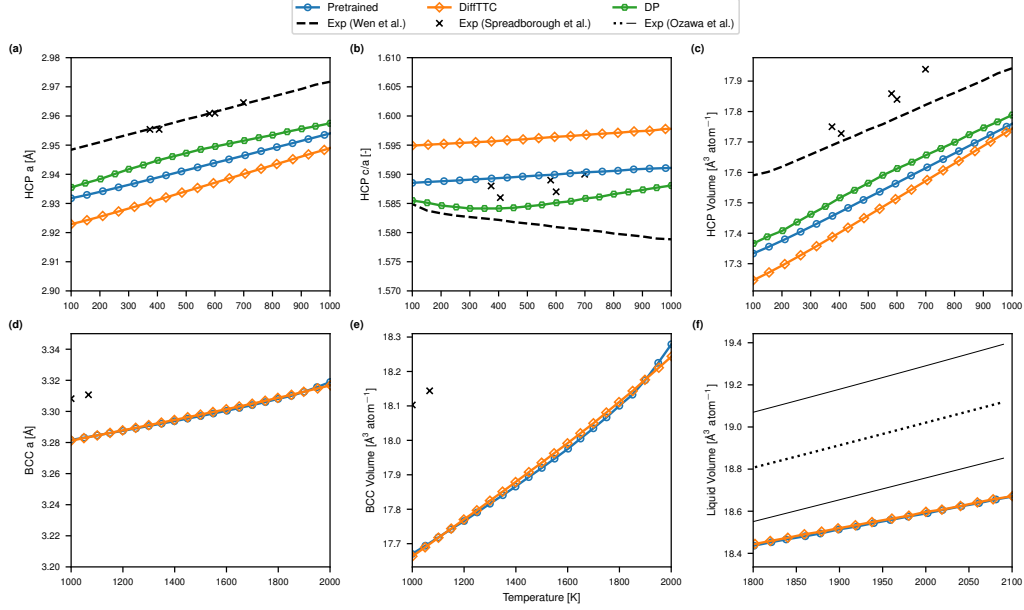 Pretrained DiffTTC DP
Exp (Wen et al.) Exp (Spreadborough et al.) Exp (Ozawa et al.)
(a) (b) (c)
2.98
2.97
2.96
2.95
2.94
2.93
2.92
2.91
2.90
HCP a [Å]
100 200 300 400 500 600 700 800 900 1000
1.610
1.605
1.600
1.595
1.590
1.585
1.580
1.575
1.570
HCP c/a [-]
100 200 300 400 500 600 700 800 900 1000
17.9
17.8
17.7
17.6
17.5
17.4
17.3
HCP Volume [Å³ atom⁻¹]
100 200 300 400 500 600 700 800 900 1000
(d) (e) (f)
3.34
3.32
3.30
3.28
3.26
3.24
3.22
3.20
BCC a [Å]
1000 1200 1400 1600 1800 2000
18.3
18.2
18.1
18.0
17.9
17.8
17.7
BCC Volume [Å³ atom⁻¹]
1000 1200 1400 1600 1800 2000
Temperature [K]
19.4
19.2
19.0
18.8
18.6
18.4
Liquid Volume [Å³ atom⁻¹]
1800 1850 1900 1950 2000 2050 2100